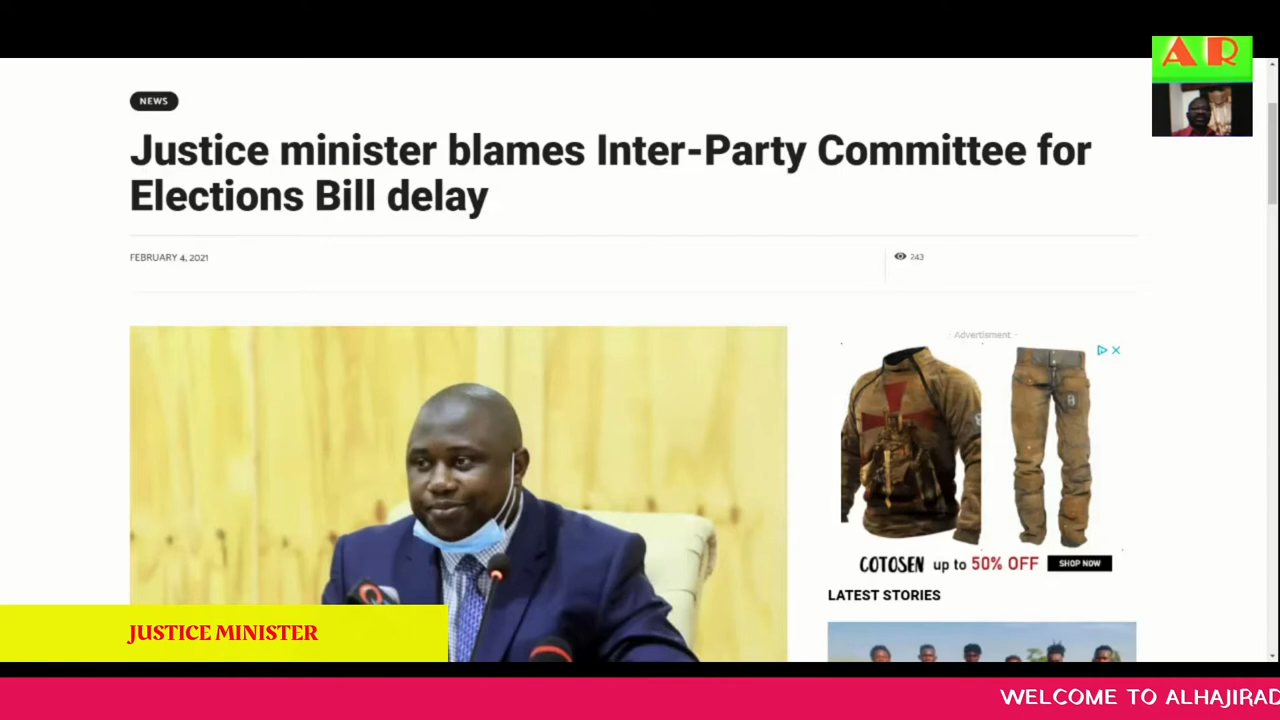 AR
NEWS
Justice minister blames Inter-Party Committee for
Elections Bill delay
FEBRUARY 4, 2021
243
Advertisment
COTOSEN up to 50% OFF SHOP NOW
LATEST STORIES
JUSTICE MINISTER
WELCOME TO ALHAJIRAD